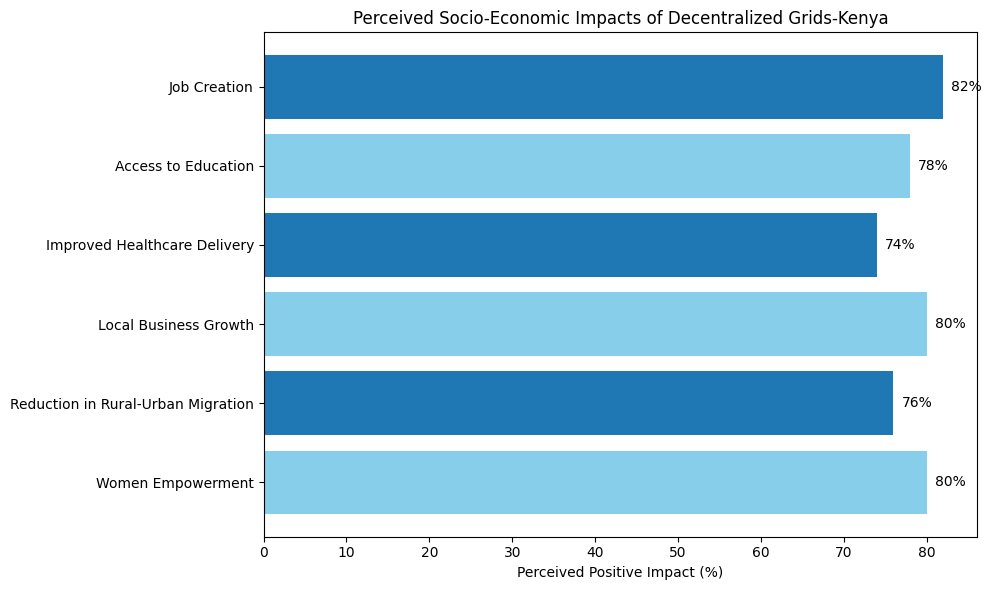 Perceived Socio-Economic Impacts of Decentralized Grids-Kenya
Job Creation
82%
Access to Education
78%
Improved Healthcare Delivery
74%
Local Business Growth
80%
Reduction in Rural-Urban Migration
76%
Women Empowerment
80%
0 10 20 30 40 50 60 70 80
Perceived Positive Impact (%)